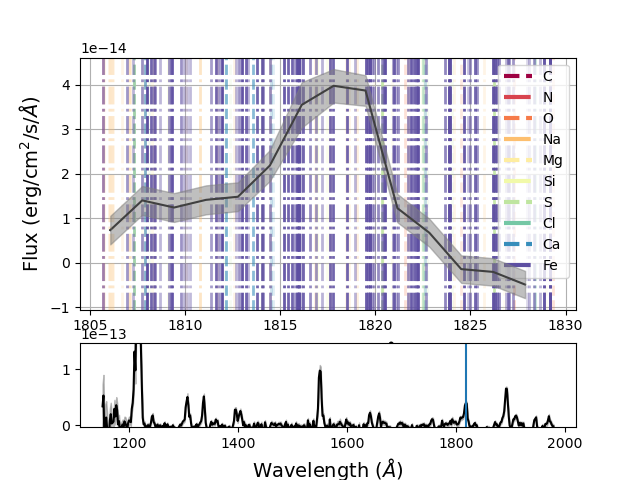 1e−14
Flux (erg/cm²/s/Å)
4
3
2
1
0
−1
C
N
O
Na
Mg
Si
S
Cl
Ca
Fe
1805 1810 1815 1820 1825 1830
1e−13
1
0
1200 1400 1600 1800 2000
Wavelength (Å)